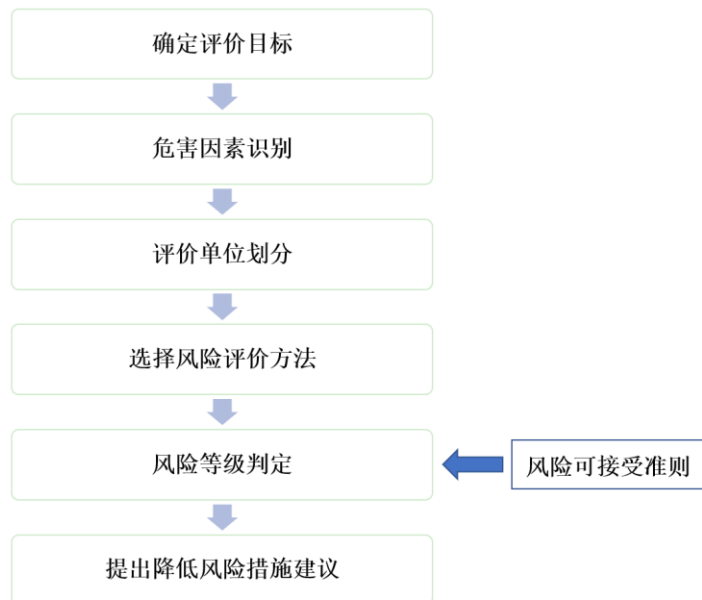 确定评价目标
危害因素识别
评价单位划分
选择风险评价方法
风险等级判定
风险可接受准则
提出降低风险措施建议